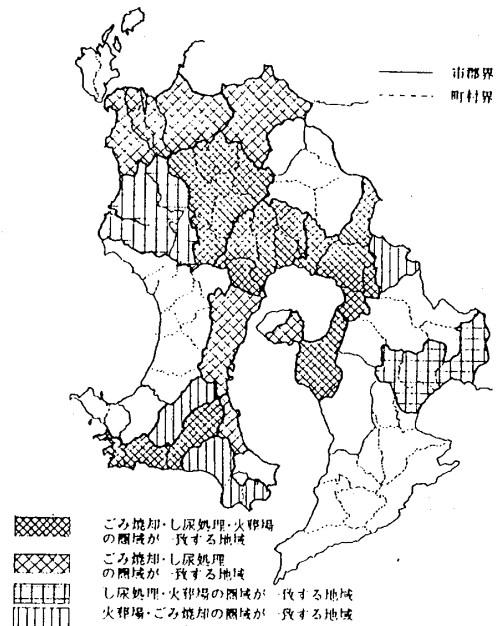 市郡界
町村界
ごみ焼却・し尿処理・火葬場
の圏域が一致する地域
ごみ焼却・し尿処理
の圏域が一致する地域
し尿処理・火葬場の圏域が一致する地域
火葬場・ごみ焼却の圏域が一致する地域